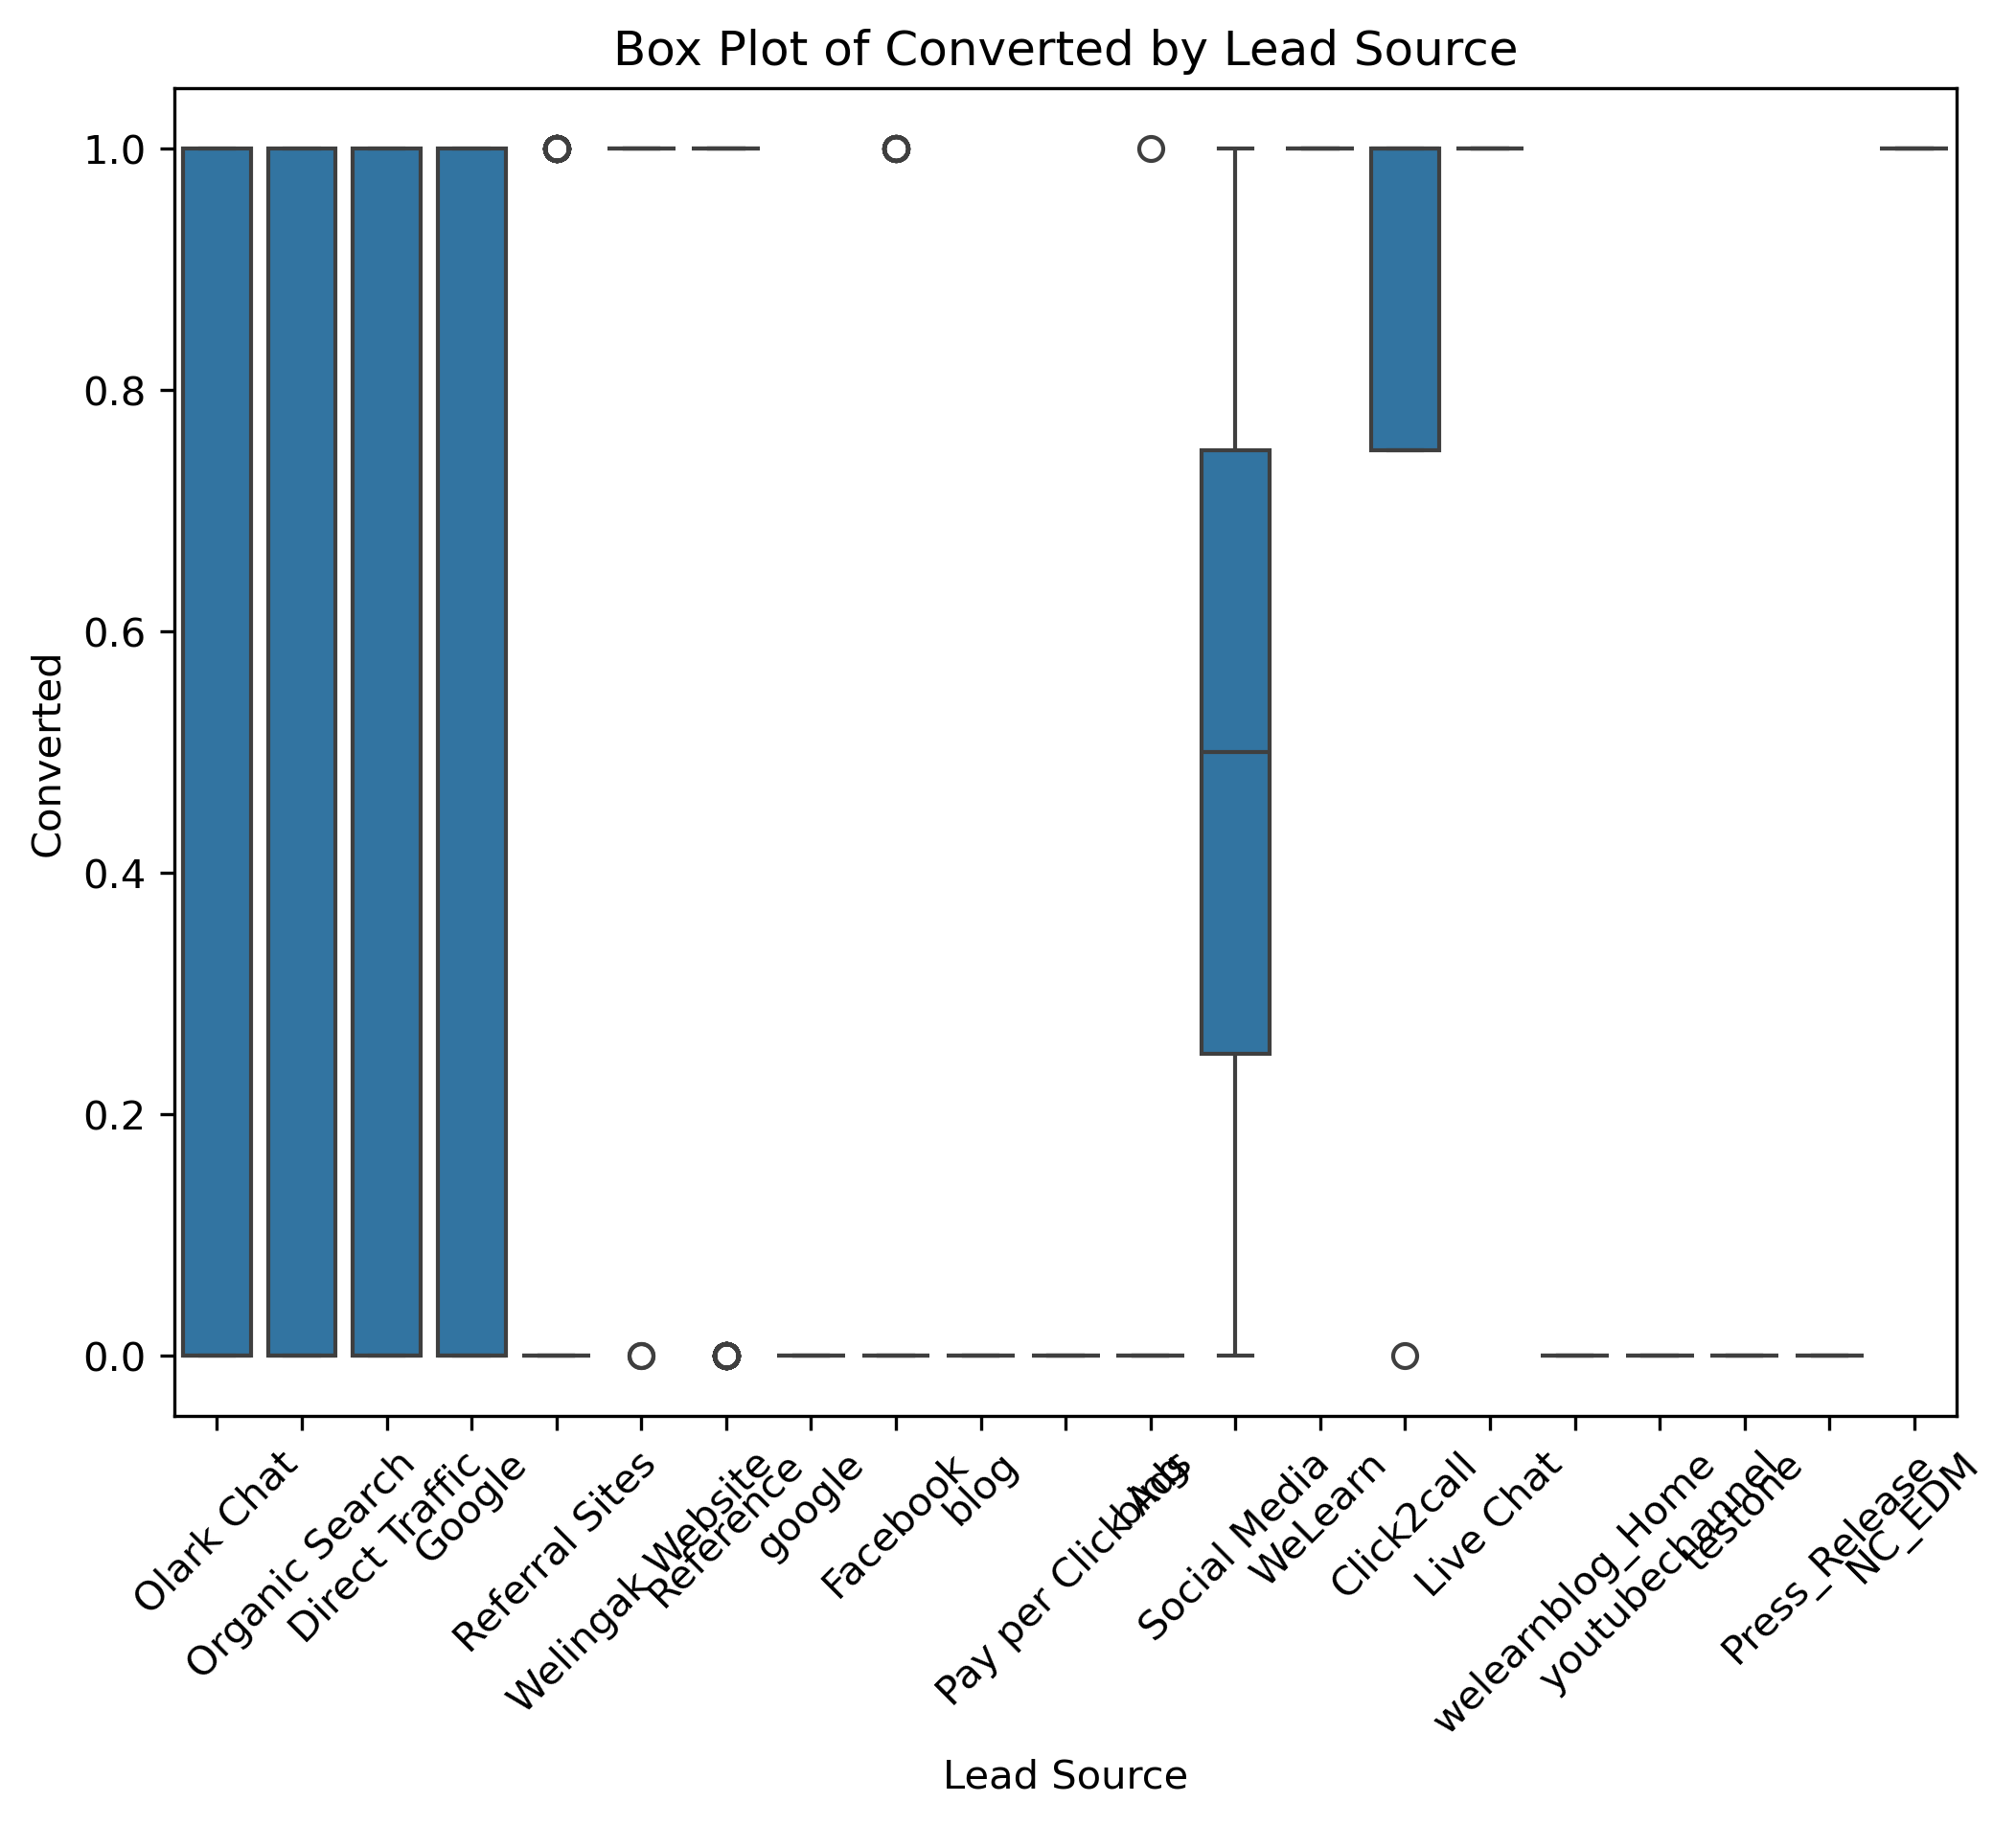 Box Plot of Converted by Lead Source
1.0
0.8
0.6
0.4
0.2
0.0
Converted
Olark Chat
Organic Search
Direct Traffic
Google
Referral Sites
Welingak Website
Reference
google
Facebook
blog
Pay per Click Ads
bing
Social Media
WeLearn
Click2call
Live Chat
welearnblog_Home
youtubechannel
testone
Press_Release
NC_EDM
Lead Source